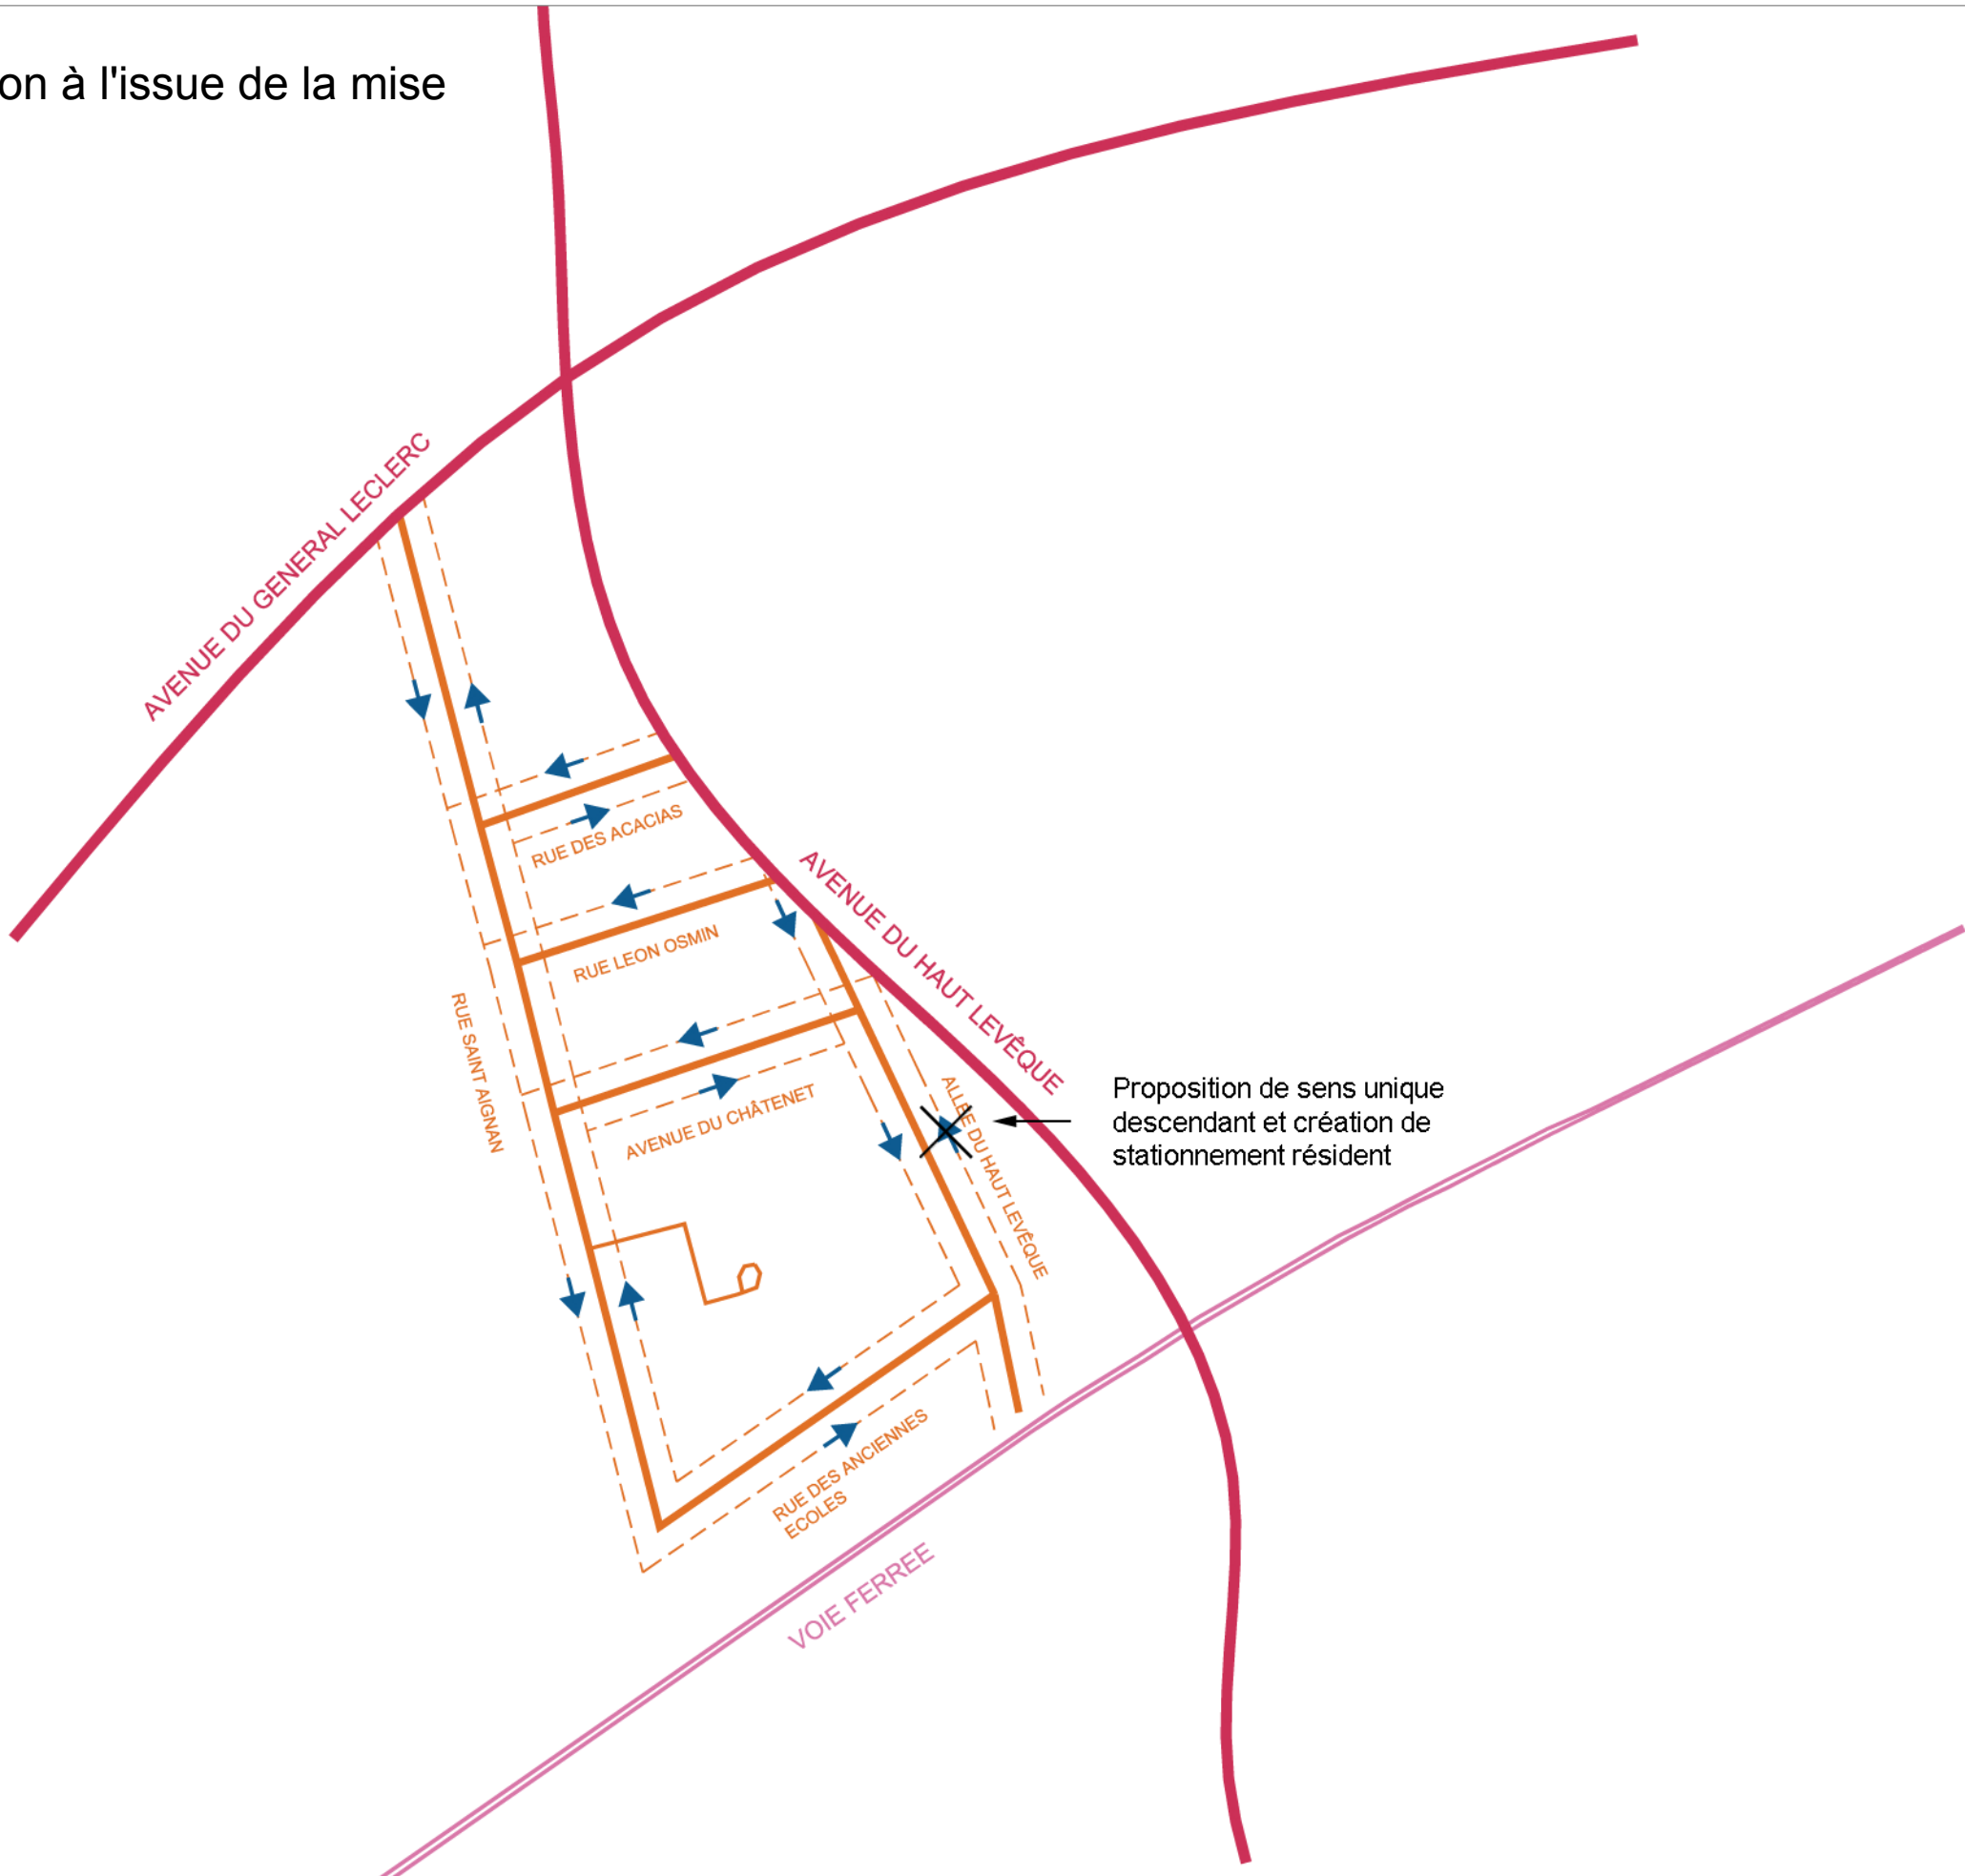 on à l'issue de la mise
AVENUE DU GENERAL LECLERC
RUE DES ACACIAS
AVENUE DU HAUT LEVÊQUE
RUE LEON OSMIN
RUE SAINT AIGNAN
AVENUE DU CHÂTENET
ALLEE DU HAUT LEVÊQUE
Proposition de sens unique
descendant et création de
stationnement résident
RUE DES ANCIENNES
ECOLES
VOIE FERREE